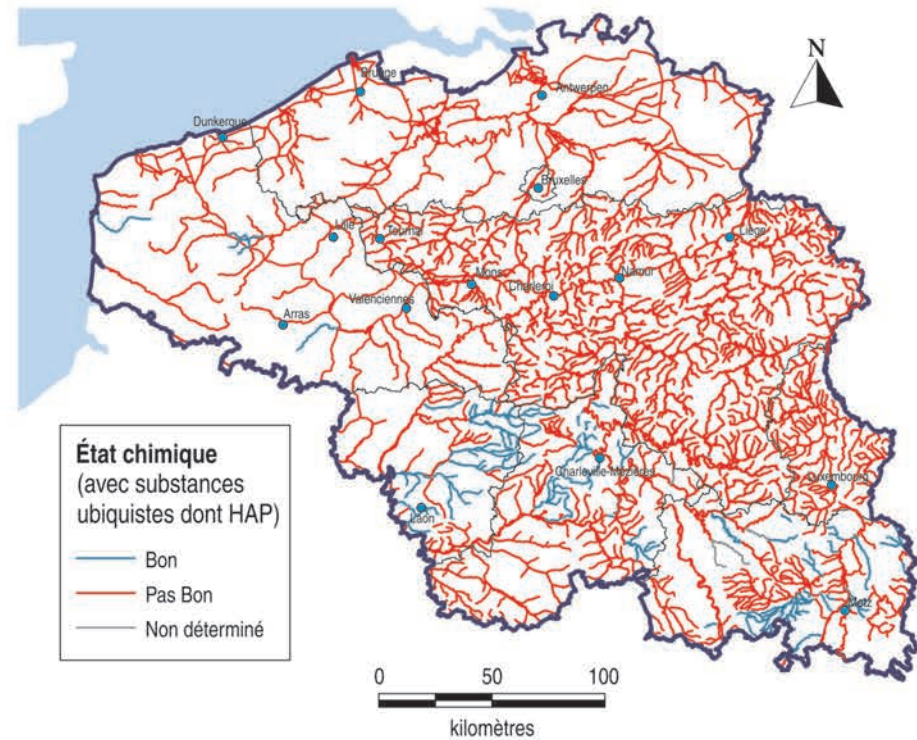 N
Brugge
Antwerpen
Dunkerque
Bruxelles
Lille
Tournai
Liège
Mons
Namur
Charleroi
Valenciennes
Arras
Charleville-Mézières
Luxembourg
Laon
Metz
État chimique
(avec substances
ubiquistes dont HAP)
Bon
Pas Bon
Non déterminé
0 50 100
kilomètres